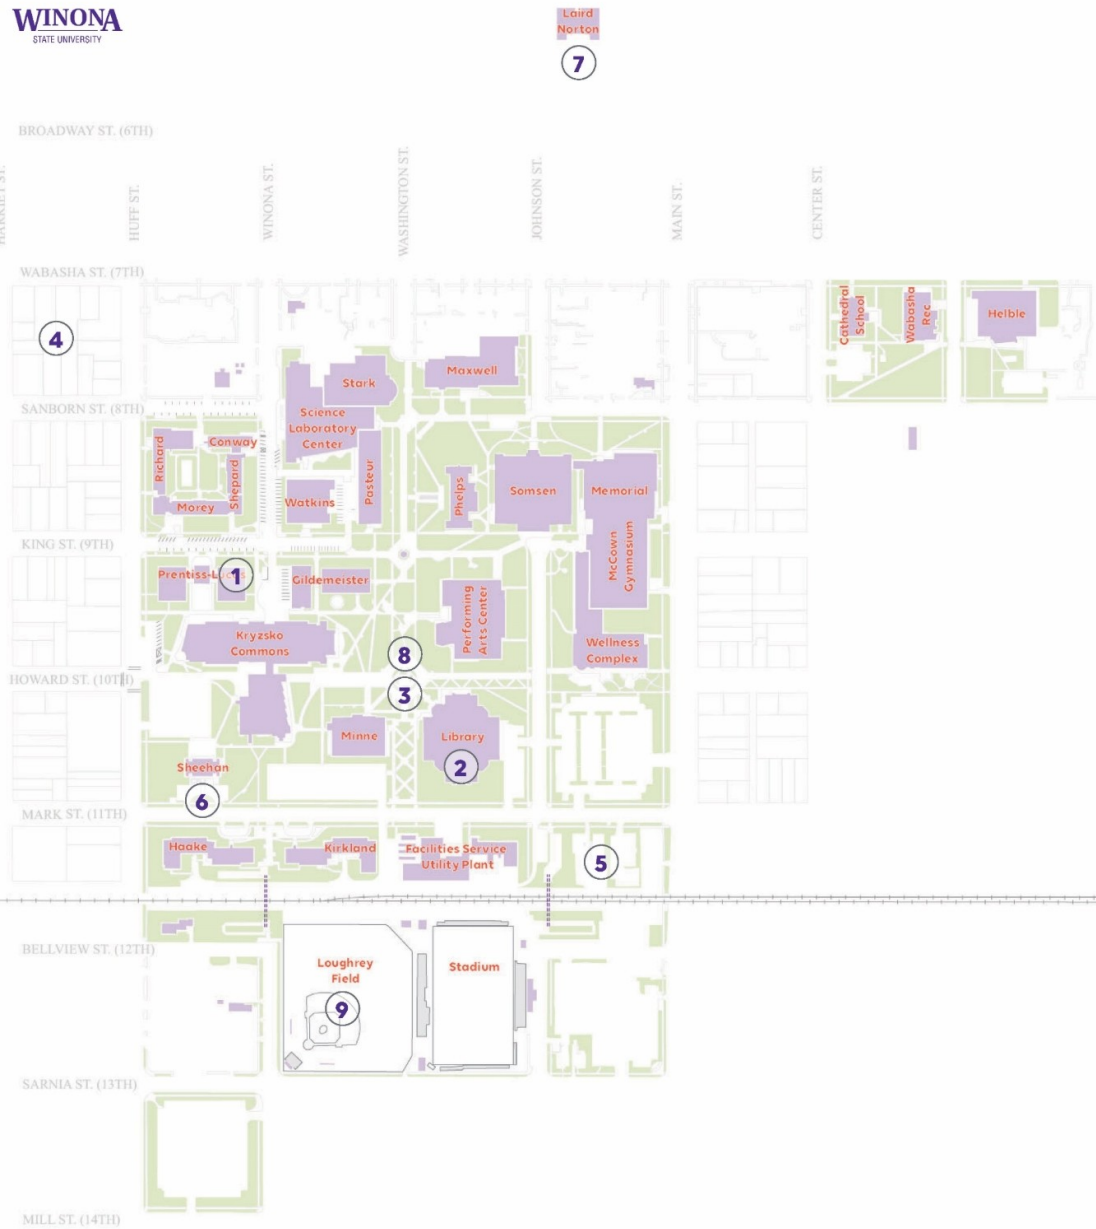 WINONA
STATE UNIVERSITY
Laird
Norton
7
BROADWAY ST. (6TH)
HUFF ST.
WINONA ST.
WASHINGTON ST.
JOHNSON ST.
MAIN ST.
CENTER ST.
WABASHA ST. (7TH)
4
Cathedral
School
Wabasha
Rec
Helble
Stark
Maxwell
SANBORN ST. (8TH)
Science
Laboratory
Center
Richard
Conway
Shepard
Morey
Watkins
Pasteur
Phelps
Somsen
Memorial
McCown
Gymnasium
KING ST. (9TH)
1
Gildemeister
Performing
Arts Center
Kryzsko
Commons
Wellness
Complex
8
HOWARD ST. (10TH)
3
Minne
Library
2
Sheehan
6
MARK ST. (11TH)
Haake
Kirkland
Facilities Service
Utility Plant
5
BELLVIEW ST. (12TH)
Loughrey
Field
Stadium
9
SARNIA ST. (13TH)
MILL ST. (14TH)